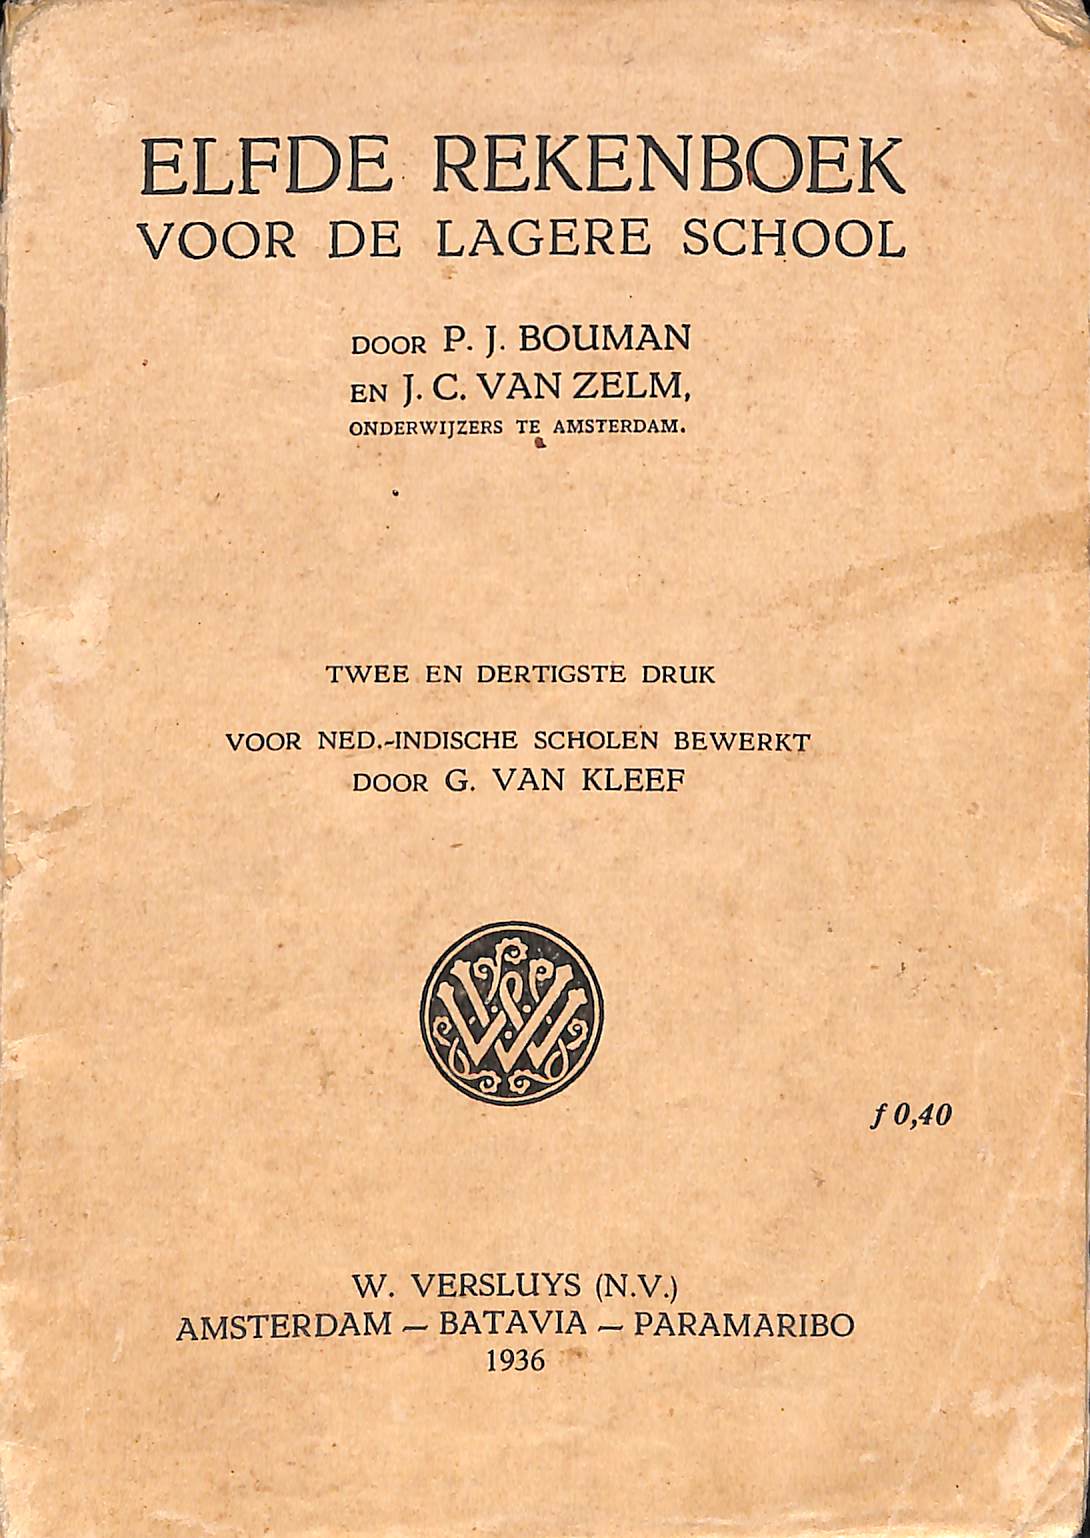 ELFDE REKENBOEK
VOOR DE LAGERE SCHOOL
DOOR P. J. BOUMAN
EN J. C. VAN ZELM,
ONDERWIJZERS TE AMSTERDAM.
TWEE EN DERTIGSTE DRUK
VOOR NED.-INDISCHE SCHOLEN BEWERKT
DOOR G. VAN KLEEF
f 0,40
W. VERSLUYS (N.V.)
AMSTERDAM — BATAVIA — PARAMARIBO
1936